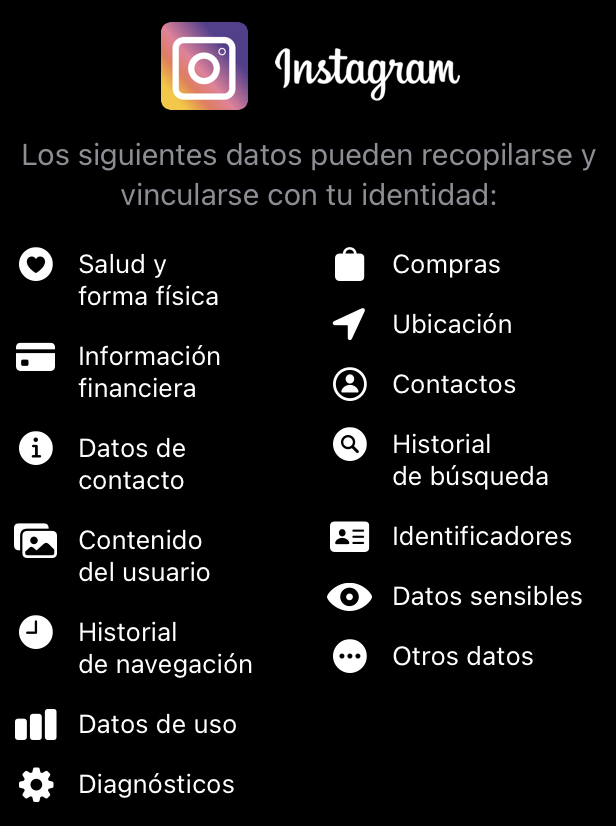 Instagram
Los siguientes datos pueden recopilarse y
vincularse con tu identidad:
Salud y
forma física
Información
financiera
Datos de
contacto
Contenido
del usuario
Historial
de navegación
Datos de uso
Diagnósticos
Compras
Ubicación
Contactos
Historial
de búsqueda
Identificadores
Datos sensibles
Otros datos